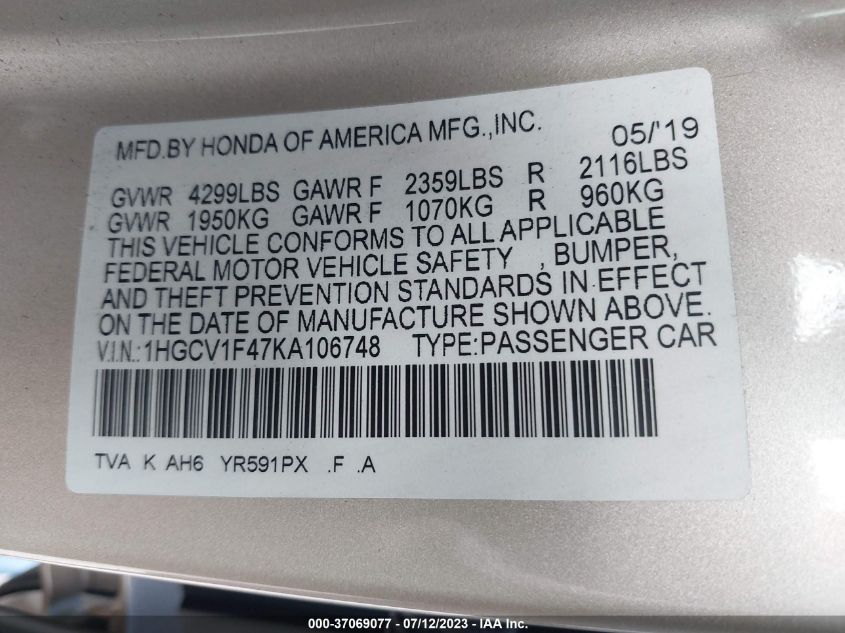 MFD.BY HONDA OF AMERICA MFG.,INC. 05/'19
GVWR 4299LBS GAWR F 2359LBS R 2116LBS
GVWR 1950KG GAWR F 1070KG R 960KG
THIS VEHICLE CONFORMS TO ALL APPLICABLE
FEDERAL MOTOR VEHICLE SAFETY , BUMPER,
AND THEFT PREVENTION STANDARDS IN EFFECT
ON THE DATE OF MANUFACTURE SHOWN ABOVE.
V.I.N.:1HGCV1F47KA106748 TYPE:PASSENGER CAR
TVA K AH6 YR591PX .F .A
000-37069077 - 07/12/2023 - IAA Inc.